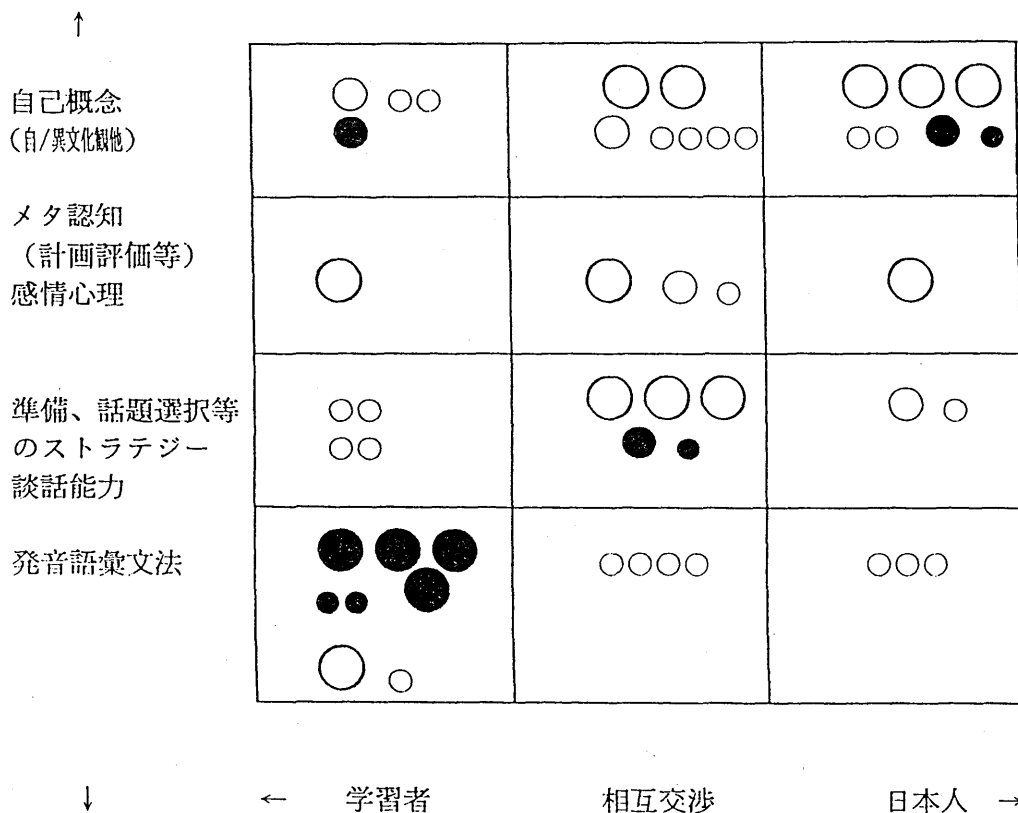 ↑
自己概念
(自/異文化観他)
メタ認知
(計画評価等)
感情心理
準備、話題選択等
のストラテジー
談話能力
発音語彙文法
↓ ← 学習者 相互交渉 日本人 →